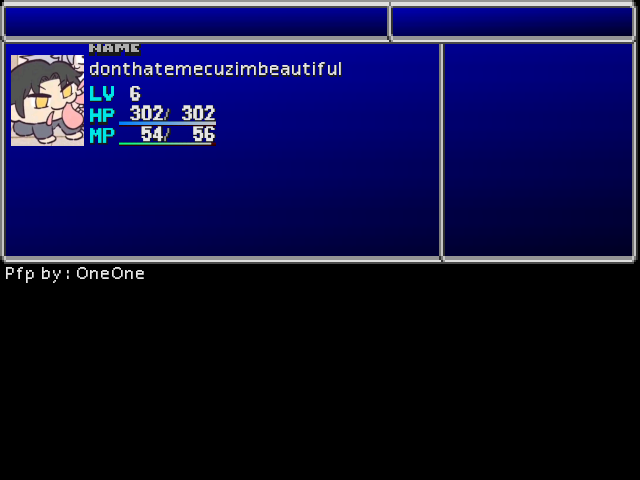 NAME
donthatemecuzimbeautiful
LV 6
HP 302/ 302
MP 54/ 56
Pfp by: OneOne